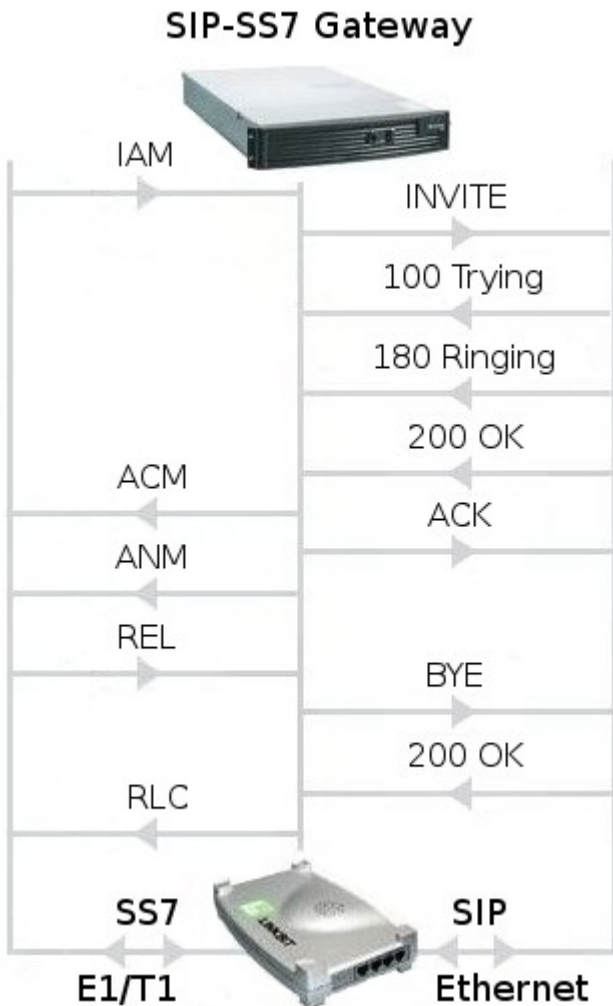 SIP-SS7 Gateway
IAM
INVITE
100 Trying
180 Ringing
200 OK
ACM
ACK
ANM
REL
BYE
200 OK
RLC
SS7
LINKBIT
SIP
E1/T1
Ethernet